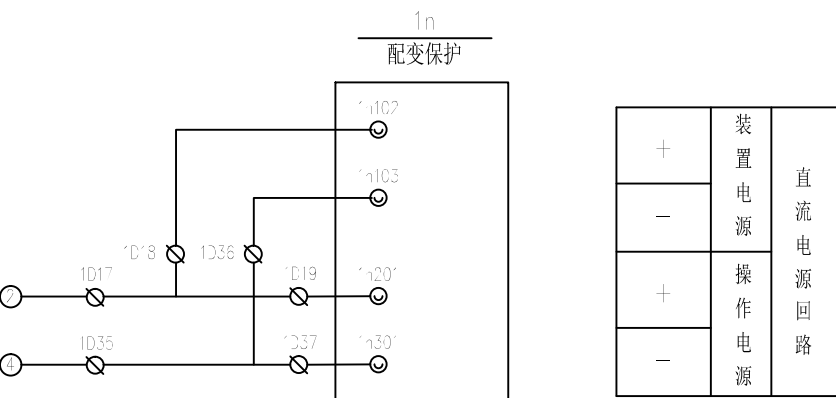 1n
配变保护
1n102
1n103
1D18
1D36
1D17
1D19
1n201
2
1D35
1D37
1n301
4
+
-
+
-
装置电源
操作电源
直流电源回路